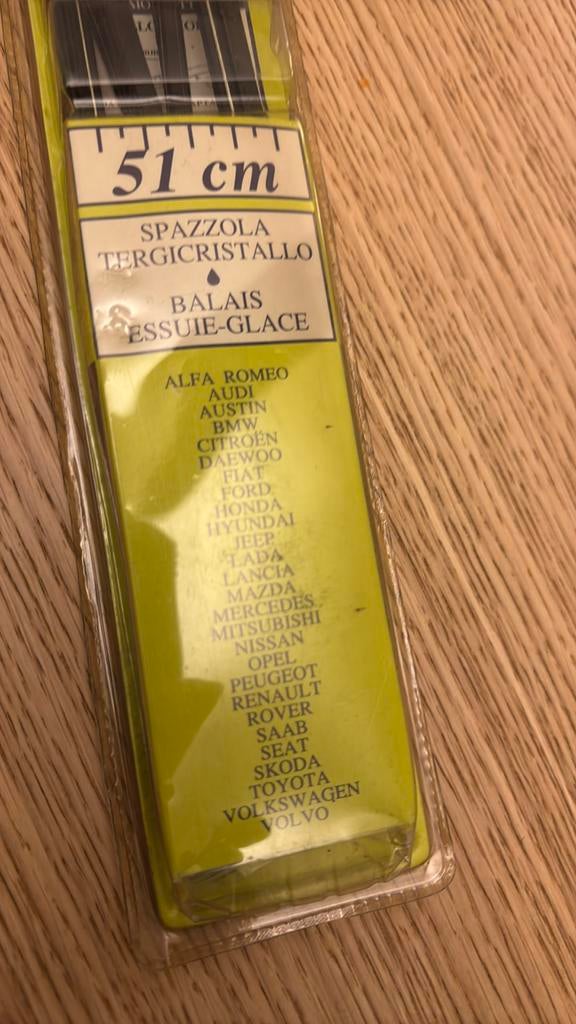 51 cm
SPAZZOLA
TERGICRISTALLO
BALAIS
ESSUIE-GLACE
ALFA ROMEO
AUDI
AUSTIN
BMW
CITROËN
DAEWOO
FIAT
FORD
HONDA
HYUNDAI
JEEP
LADA
LANCIA
MAZDA
MERCEDES
MITSUBISHI
NISSAN
OPEL
PEUGEOT
RENAULT
ROVER
SAAB
SEAT
SKODA
TOYOTA
VOLKSWAGEN
VOLVO